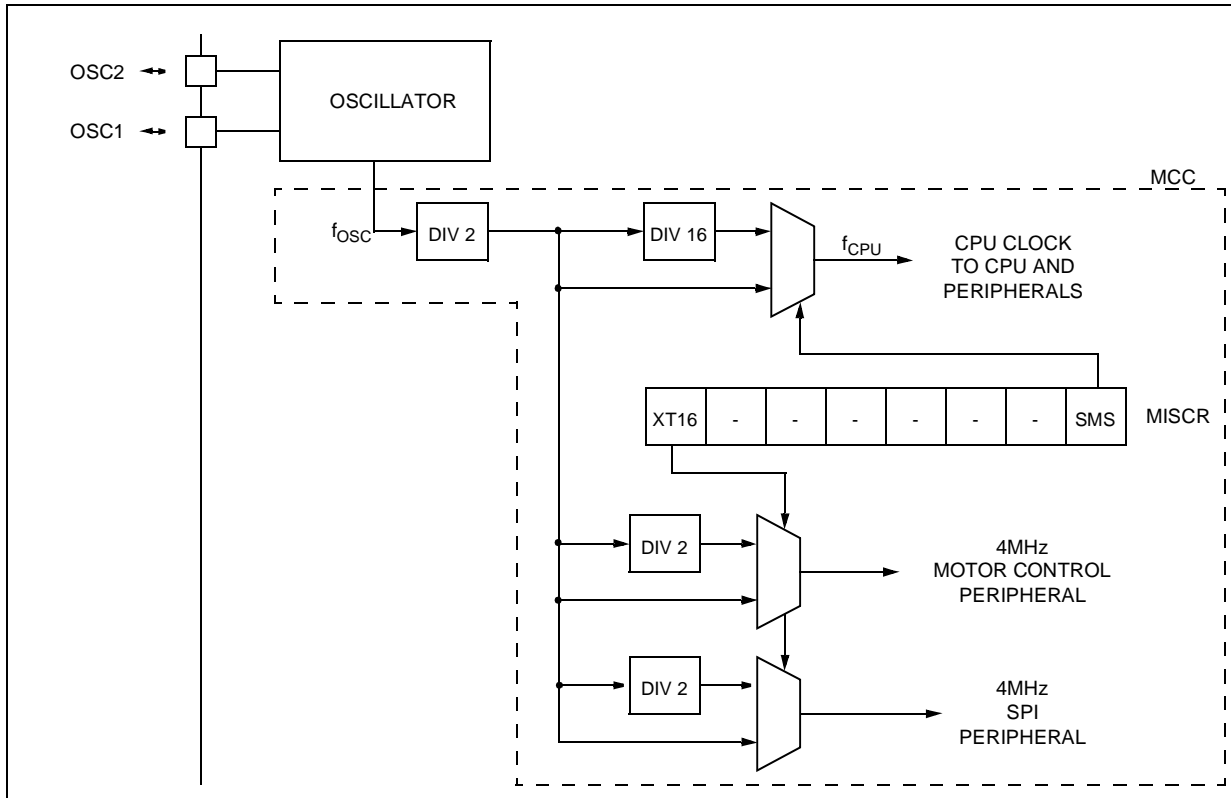 OSC2
OSC1
OSCILLATOR
MCC
fOSC
DIV 2
DIV 16
fCPU
CPU CLOCK
TO CPU AND
PERIPHERALS
XT16 - - - - - - SMS
MISCR
DIV 2
4MHz
MOTOR CONTROL
PERIPHERAL
DIV 2
4MHz
SPI
PERIPHERAL